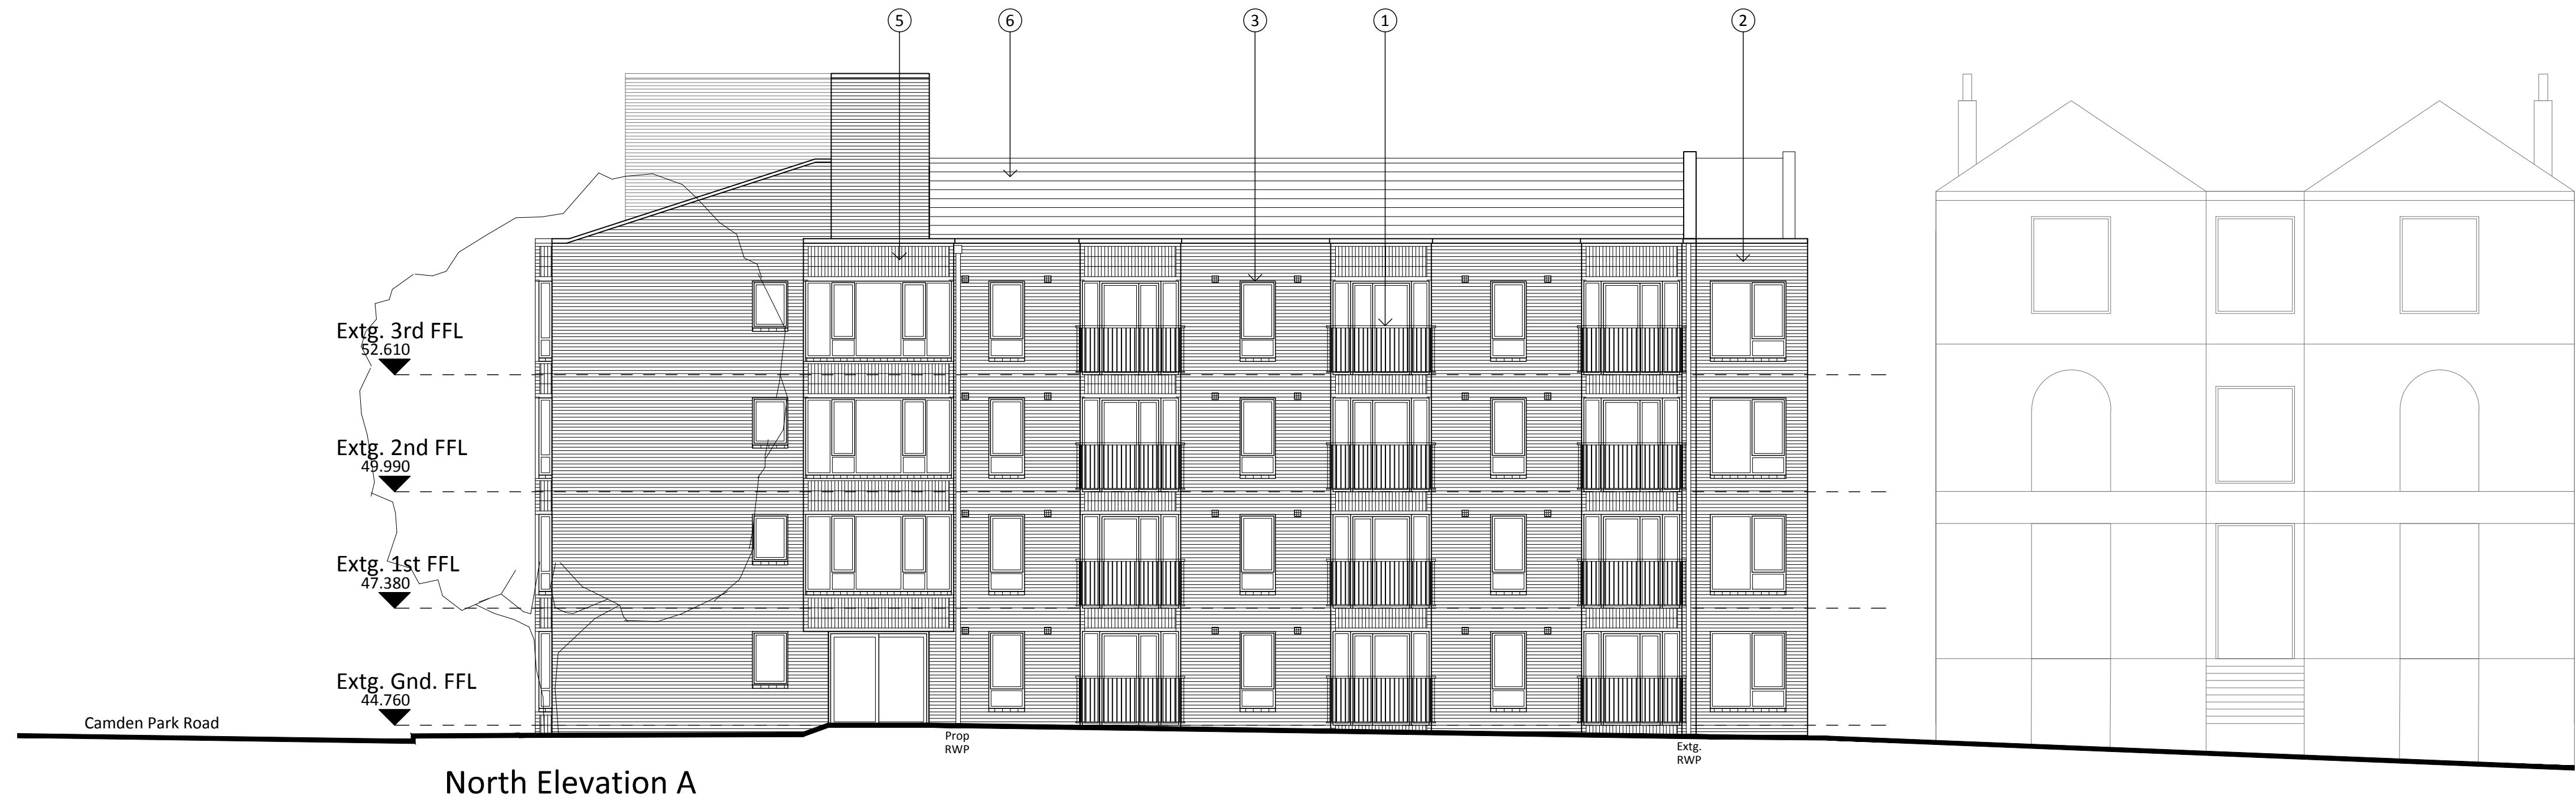 5 6 3 1 2
Extg. 3rd FFL
52.610
Extg. 2nd FFL
49.990
Extg. 1st FFL
47.380
Extg. Gnd. FFL
44.760
Camden Park Road
Prop
RWP
Extg.
RWP
North Elevation A